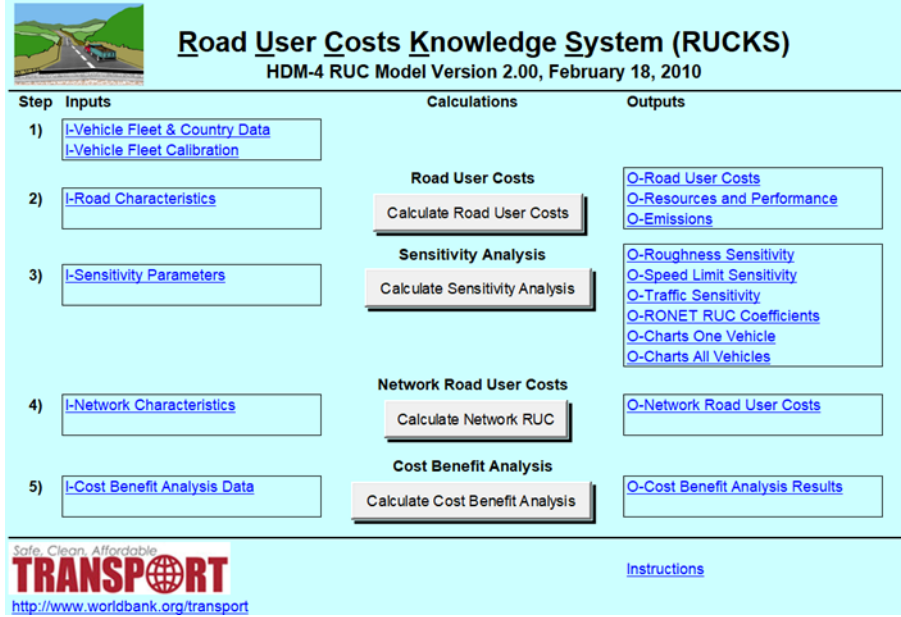 Road User Costs Knowledge System (RUCKS)
HDM-4 RUC Model Version 2.00, February 18, 2010
Step Inputs Calculations Outputs
1) I-Vehicle Fleet & Country Data
I-Vehicle Fleet Calibration
Road User Costs
2) I-Road Characteristics
Calculate Road User Costs
O-Road User Costs
O-Resources and Performance
O-Emissions
Sensitivity Analysis
3) I-Sensitivity Parameters
Calculate Sensitivity Analysis
O-Roughness Sensitivity
O-Speed Limit Sensitivity
O-Traffic Sensitivity
O-RONET RUC Coefficients
O-Charts One Vehicle
O-Charts All Vehicles
Network Road User Costs
4) I-Network Characteristics
Calculate Network RUC
O-Network Road User Costs
Cost Benefit Analysis
5) I-Cost Benefit Analysis Data
Calculate Cost Benefit Analysis
O-Cost Benefit Analysis Results
Safe, Clean, Affordable
TRANSPORT
Instructions
http://www.worldbank.org/transport